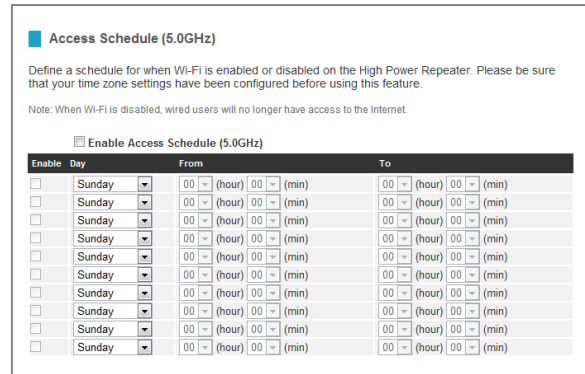 Access Schedule (5.0GHz)
Define a schedule for when Wi-Fi is enabled or disabled on the High Power Repeater. Please be sure
that your time zone settings have been configured before using this feature.
Note: When Wi-Fi is disabled, wired users will no longer have access to the Internet.
Enable Access Schedule (5.0GHz)
Enable Day From To
Sunday 00 (hour) 00 (min) 00 (hour) 00 (min)
Sunday 00 (hour) 00 (min) 00 (hour) 00 (min)
Sunday 00 (hour) 00 (min) 00 (hour) 00 (min)
Sunday 00 (hour) 00 (min) 00 (hour) 00 (min)
Sunday 00 (hour) 00 (min) 00 (hour) 00 (min)
Sunday 00 (hour) 00 (min) 00 (hour) 00 (min)
Sunday 00 (hour) 00 (min) 00 (hour) 00 (min)
Sunday 00 (hour) 00 (min) 00 (hour) 00 (min)
Sunday 00 (hour) 00 (min) 00 (hour) 00 (min)
Sunday 00 (hour) 00 (min) 00 (hour) 00 (min)